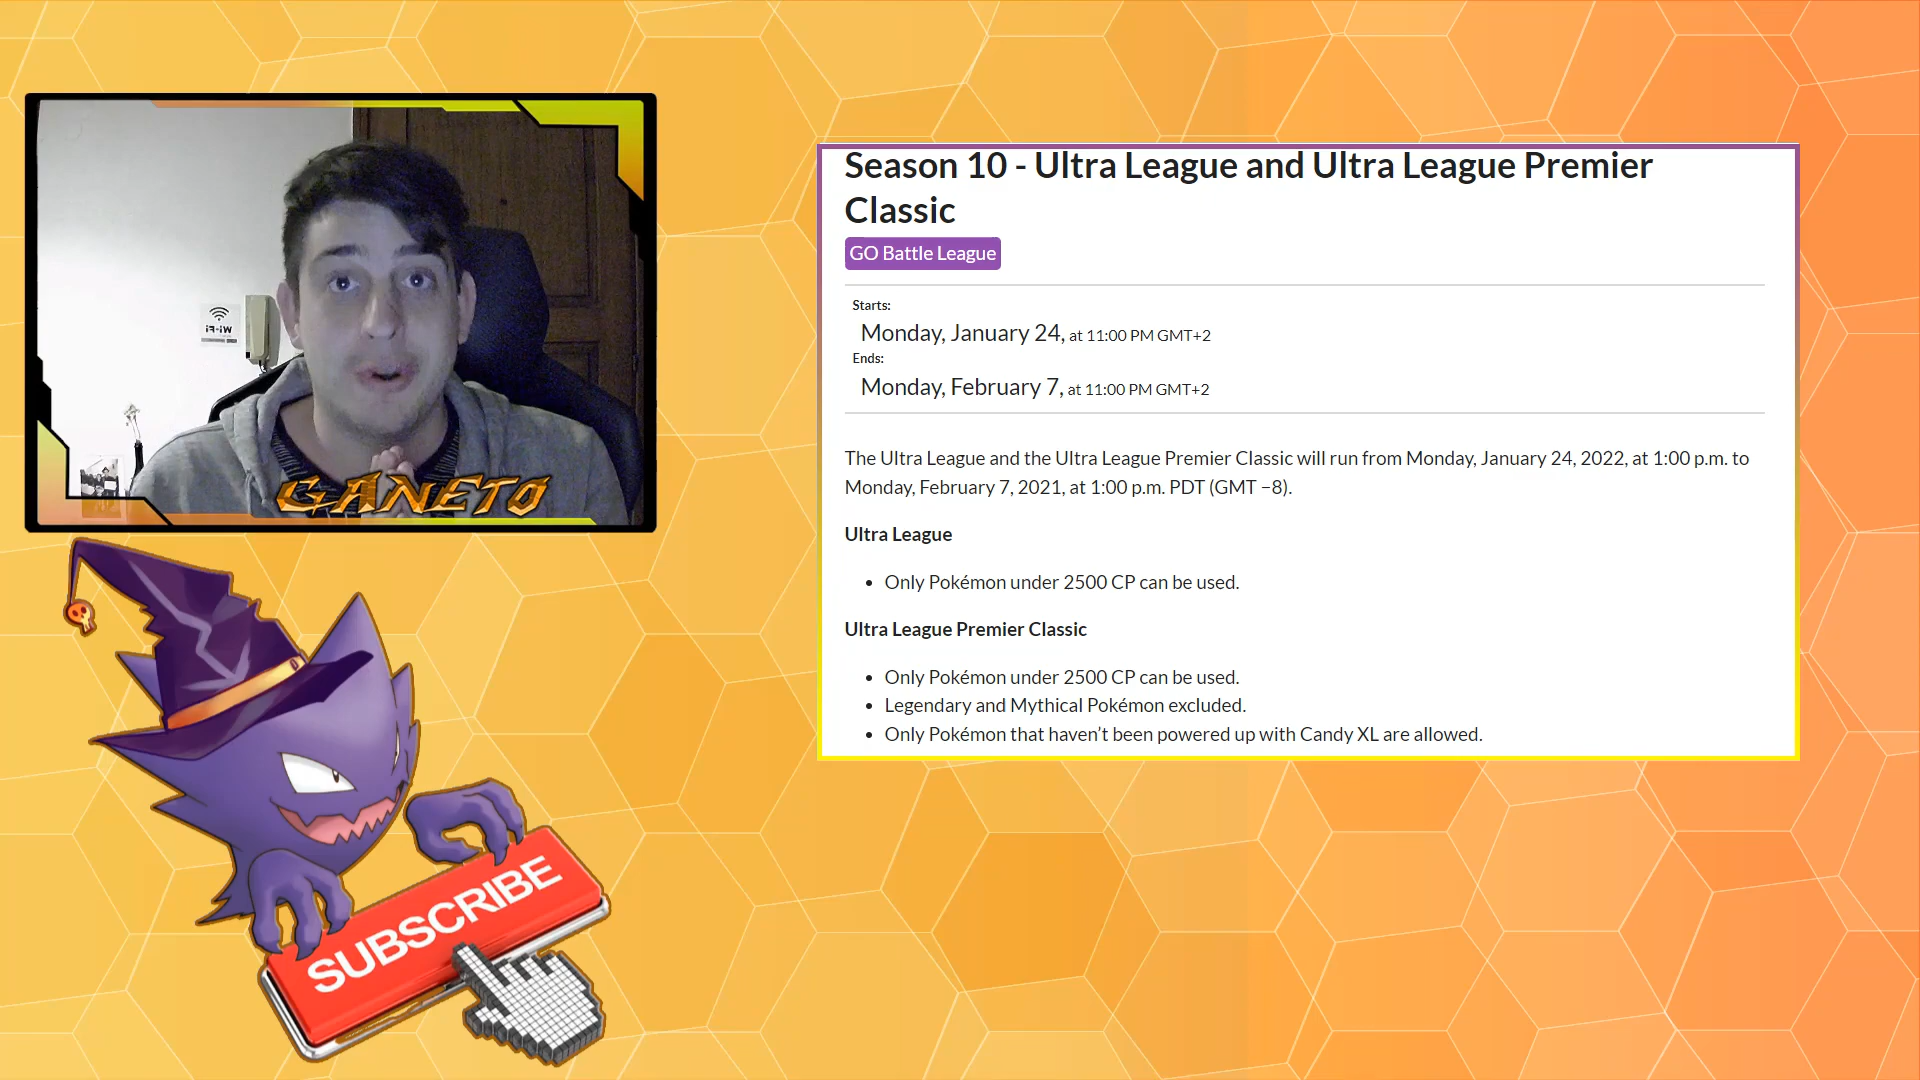 Wi-Fi
GANETO
SUBSCRIBE
Season 10 - Ultra League and Ultra League Premier
Classic
GO Battle League
Starts:
Monday, January 24, at 11:00 PM GMT+2
Ends:
Monday, February 7, at 11:00 PM GMT+2
The Ultra League and the Ultra League Premier Classic will run from Monday, January 24, 2022, at 1:00 p.m. to
Monday, February 7, 2021, at 1:00 p.m. PDT (GMT −8).
Ultra League
• Only Pokémon under 2500 CP can be used.
Ultra League Premier Classic
• Only Pokémon under 2500 CP can be used.
• Legendary and Mythical Pokémon excluded.
• Only Pokémon that haven’t been powered up with Candy XL are allowed.